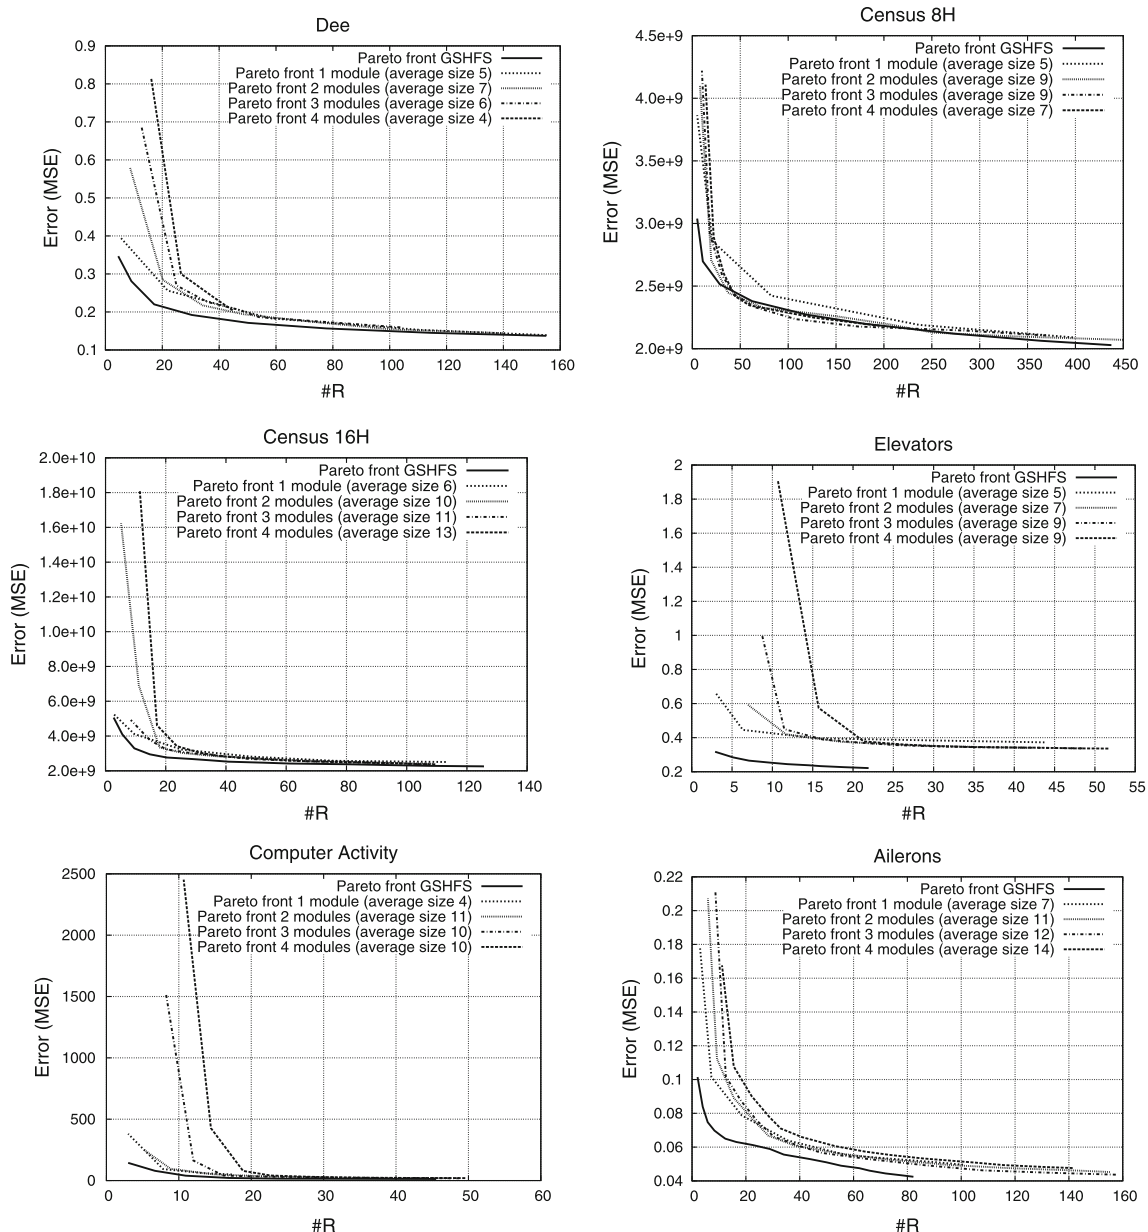 Dee
Pareto front GSHFS
Pareto front 1 module (average size 5)
Pareto front 2 modules (average size 7)
Pareto front 3 modules (average size 6)
Pareto front 4 modules (average size 4)
0.9
0.8
0.7
0.6
0.5
0.4
0.3
0.2
0.1
Error (MSE)
0 20 40 60 80 100 120 140 160
#R
Census 8H
Pareto front GSHFS
Pareto front 1 module (average size 5)
Pareto front 2 modules (average size 9)
Pareto front 3 modules (average size 9)
Pareto front 4 modules (average size 7)
4.5e+9
4.0e+9
3.5e+9
3.0e+9
2.5e+9
2.0e+9
Error (MSE)
0 50 100 150 200 250 300 350 400 450
#R
Census 16H
Pareto front GSHFS
Pareto front 1 module (average size 6)
Pareto front 2 modules (average size 10)
Pareto front 3 modules (average size 11)
Pareto front 4 modules (average size 13)
2.0e+10
1.8e+10
1.6e+10
1.4e+10
1.2e+10
1.0e+10
8.0e+9
6.0e+9
4.0e+9
2.0e+9
Error (MSE)
0 20 40 60 80 100 120 140
#R
Elevators
Pareto front GSHFS
Pareto front 1 module (average size 5)
Pareto front 2 modules (average size 7)
Pareto front 3 modules (average size 9)
Pareto front 4 modules (average size 9)
2
1.8
1.6
1.4
1.2
1
0.8
0.6
0.4
0.2
Error (MSE)
0 5 10 15 20 25 30 35 40 45 50 55
#R
Computer Activity
Pareto front GSHFS
Pareto front 1 module (average size 4)
Pareto front 2 modules (average size 11)
Pareto front 3 modules (average size 10)
Pareto front 4 modules (average size 10)
2500
2000
1500
1000
500
0
Error (MSE)
0 10 20 30 40 50 60
#R
Ailerons
Pareto front GSHFS
Pareto front 1 module (average size 7)
Pareto front 2 modules (average size 11)
Pareto front 3 modules (average size 12)
Pareto front 4 modules (average size 14)
0.22
0.2
0.18
0.16
0.14
0.12
0.1
0.08
0.06
0.04
Error (MSE)
0 20 40 60 80 100 120 140 160
#R